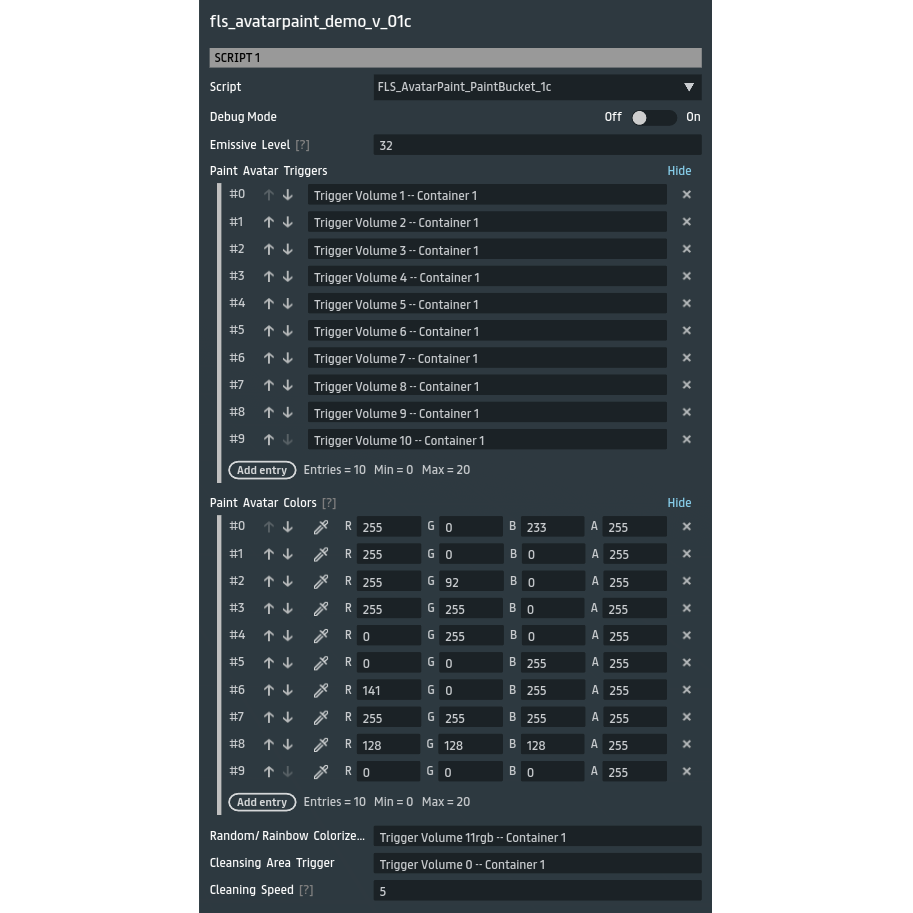 fls_avatarpaint_demo_v_01c
SCRIPT 1
Script FLS_AvatarPaint_PaintBucket_1c
Debug Mode Off On
Emissive Level [?] 32
Paint Avatar Triggers Hide
#0 Trigger Volume 1 -- Container 1
#1 Trigger Volume 2 -- Container 1
#2 Trigger Volume 3 -- Container 1
#3 Trigger Volume 4 -- Container 1
#4 Trigger Volume 5 -- Container 1
#5 Trigger Volume 6 -- Container 1
#6 Trigger Volume 7 -- Container 1
#7 Trigger Volume 8 -- Container 1
#8 Trigger Volume 9 -- Container 1
#9 Trigger Volume 10 -- Container 1
Add entry Entries = 10 Min = 0 Max = 20
Paint Avatar Colors [?] Hide
#0 R 255 G 0 B 233 A 255
#1 R 255 G 0 B 0 A 255
#2 R 255 G 92 B 0 A 255
#3 R 255 G 255 B 0 A 255
#4 R 0 G 255 B 0 A 255
#5 R 0 G 0 B 255 A 255
#6 R 141 G 0 B 255 A 255
#7 R 255 G 255 B 255 A 255
#8 R 128 G 128 B 128 A 255
#9 R 0 G 0 B 0 A 255
Add entry Entries = 10 Min = 0 Max = 20
Random/ Rainbow Colorize... Trigger Volume 11rgb -- Container 1
Cleansing Area Trigger Trigger Volume 0 -- Container 1
Cleaning Speed [?] 5